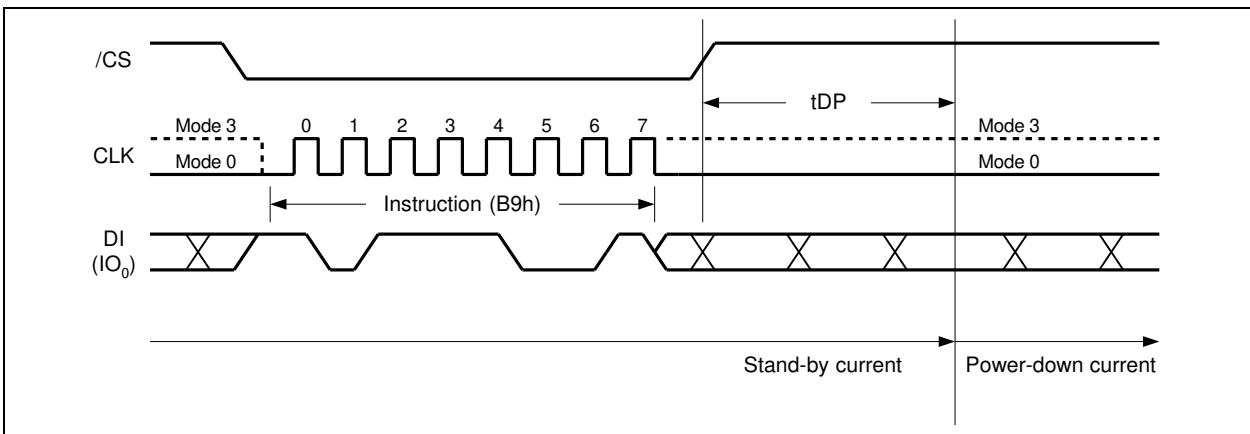 /CS
tDP
Mode 3
0 1 2 3 4 5 6 7
Mode 3
CLK
Mode 0
Mode 0
Instruction (B9h)
DI
(IO₀)
Stand-by current
Power-down current